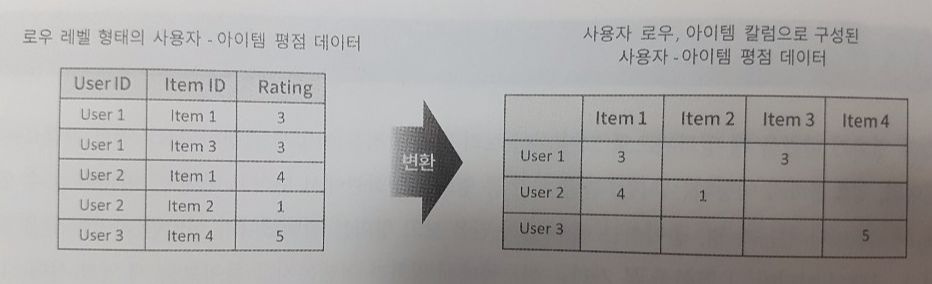 로우 레벨 형태의 사용자 - 아이템 평점 데이터
User ID Item ID Rating
User 1 Item 1 3
User 1 Item 3 3
User 2 Item 1 4
User 2 Item 2 1
User 3 Item 4 5
변환
사용자 로우, 아이템 칼럼으로 구성된
사용자 - 아이템 평점 데이터
Item 1 Item 2 Item 3 Item 4
User 1 3 3
User 2 4 1
User 3 5